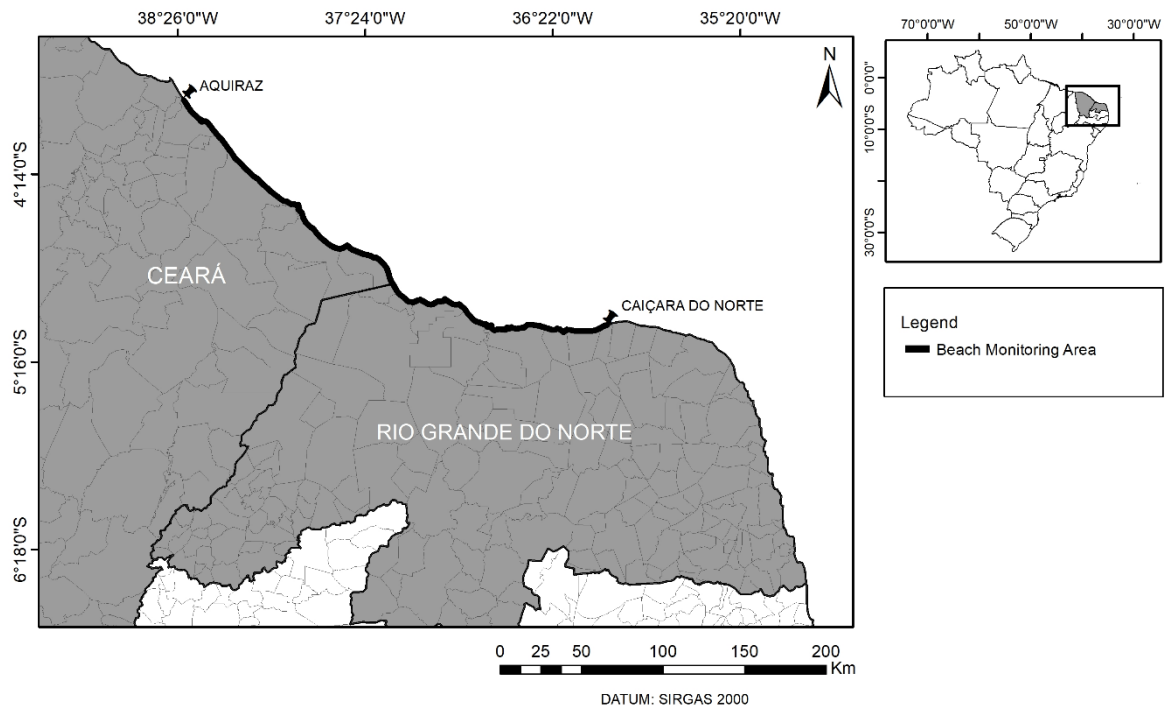 38°26'0"W 37°24'0"W 36°22'0"W 35°20'0"W
70°0'0"W 50°0'0"W 30°0'0"W
N
AQUIRAZ
0°0'0"S
10°0'0"S
30°0'0"S
4°14'0"S
5°16'0"S
6°18'0"S
CEARÁ
CAIÇARA DO NORTE
RIO GRANDE DO NORTE
Legend
Beach Monitoring Area
0 25 50 100 150 200
Km
DATUM: SIRGAS 2000